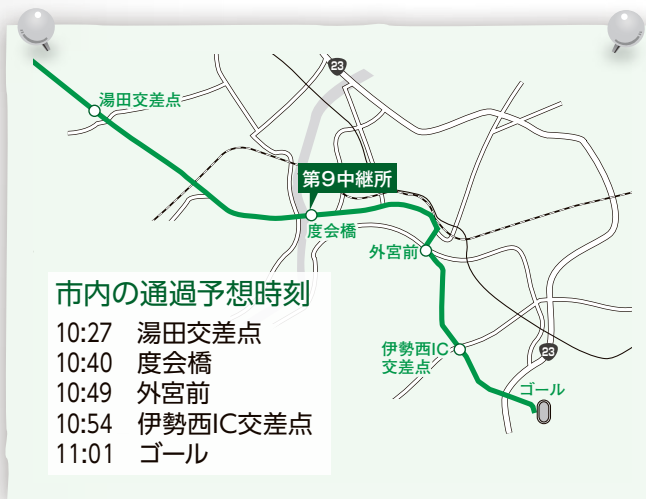 23
湯田交差点
第9中継所
度会橋
外宮前
伊勢西IC
交差点
23
ゴール
市内の通過予想時刻
10:27 湯田交差点
10:40 度会橋
10:49 外宮前
10:54 伊勢西IC交差点
11:01 ゴール